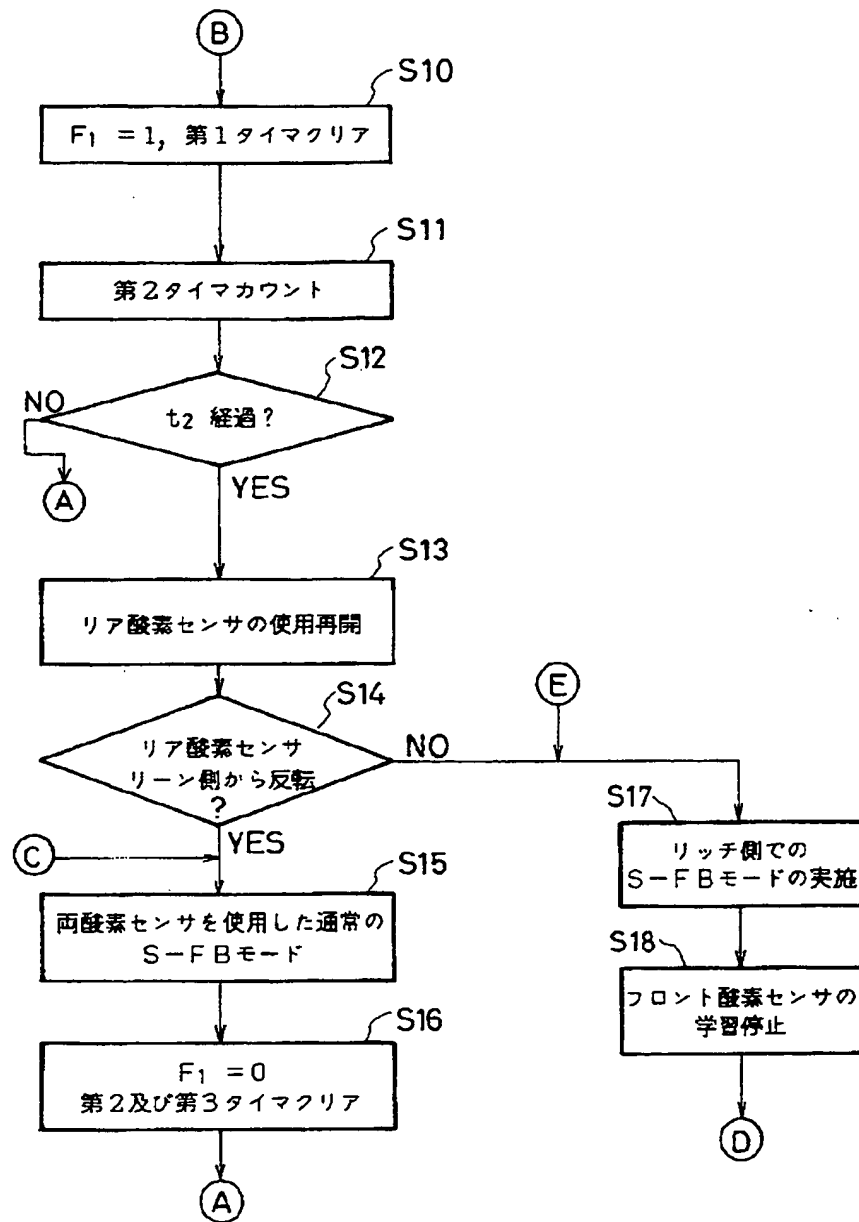 B
S10
F1 =1, 第1タイマクリア
S11
第2タイマカウント
S12
NO
t2 経過?
A
YES
S13
リア酸素センサの使用再開
E
S14
リア酸素センサ
リーン側から反転
?
NO
YES
C
S15
両酸素センサを使用した通常の
S-FBモード
S16
F1 =0
第2及び第3タイマクリア
A
S17
リッチ側での
S-FBモードの実施
S18
フロント酸素センサの
学習停止
D